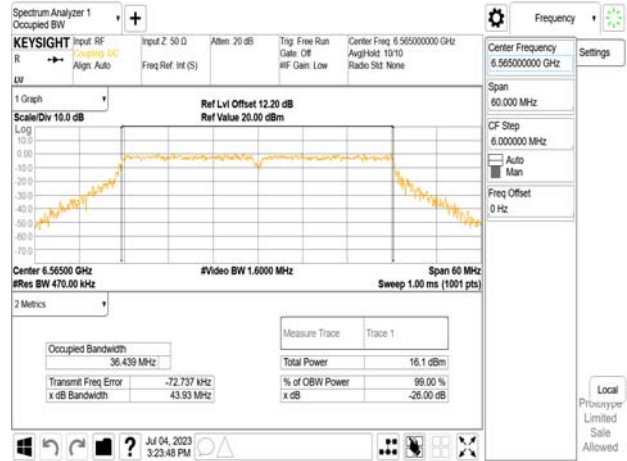 Spectrum Analyzer 1
Occupied BW
Frequency
KEYSIGHT
R
Input: RF
Coupling: DC
Align: Auto
Input Z: 50 Ω
Freq Ref: Int (S)
Atten: 20 dB
Trig: Free Run
Gate: Off
#IF Gain: Low
Center Freq: 6.565000000 GHz
Avg|Hold: 10/10
Radio Std: None
Center Frequency
6.565000000 GHz
Settings
Span
60.000 MHz
CF Step
6.000000 MHz
Auto
Man
Freq Offset
0 Hz
1 Graph
Scale/Div 10.0 dB
Ref Lvl Offset 12.20 dB
Ref Value 20.00 dBm
Log
10.0
0.00
-10.0
-20.0
-30.0
-40.0
-50.0
-60.0
-70.0
Center 6.56500 GHz
#Res BW 470.00 kHz
#Video BW 1.6000 MHz
Span 60 MHz
Sweep 1.00 ms (1001 pts)
2 Metrics
Measure Trace
Trace 1
Occupied Bandwidth
36.439 MHz
Total Power
16.1 dBm
Transmit Freq Error
-72.737 kHz
% of OBW Power
99.00 %
x dB Bandwidth
43.93 MHz
x dB
-26.00 dB
Local
Prototype
Limited
Sale
Allowed
?
Jul 04, 2023
3:23:48 PM